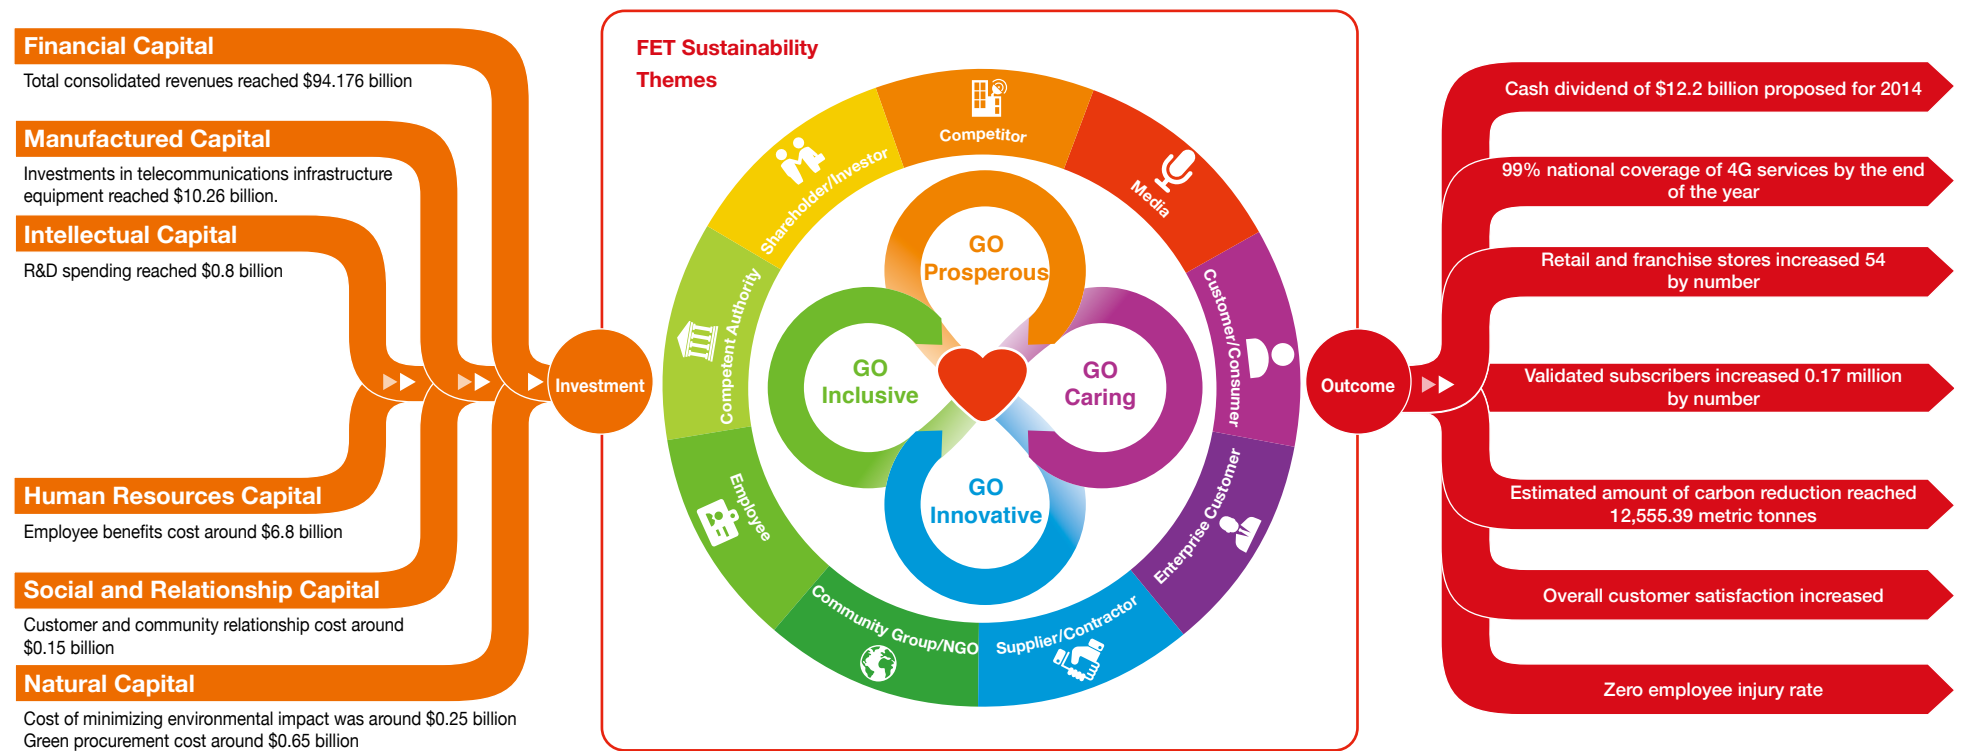 Financial Capital
Total consolidated revenues reached $94.176 billion
Manufactured Capital
Investments in telecommunications infrastructure
equipment reached $10.26 billion.
Intellectual Capital
R&D spending reached $0.8 billion
Human Resources Capital
Employee benefits cost around $6.8 billion
Social and Relationship Capital
Customer and community relationship cost around
$0.15 billion
Natural Capital
Cost of minimizing environmental impact was around $0.25 billion
Green procurement cost around $0.65 billion
Investment
FET Sustainability
Themes
Competitor
Media
Customer/Consumer
Enterprise Customer
Supplier/Contractor
Community Group/NGO
Employee
Competent Authority
Shareholder/Investor
GO
Prosperous
GO
Inclusive
GO
Caring
GO
Innovative
Outcome
Cash dividend of $12.2 billion proposed for 2014
99% national coverage of 4G services by the end
of the year
Retail and franchise stores increased 54
by number
Validated subscribers increased 0.17 million
by number
Estimated amount of carbon reduction reached
12,555.39 metric tonnes
Overall customer satisfaction increased
Zero employee injury rate